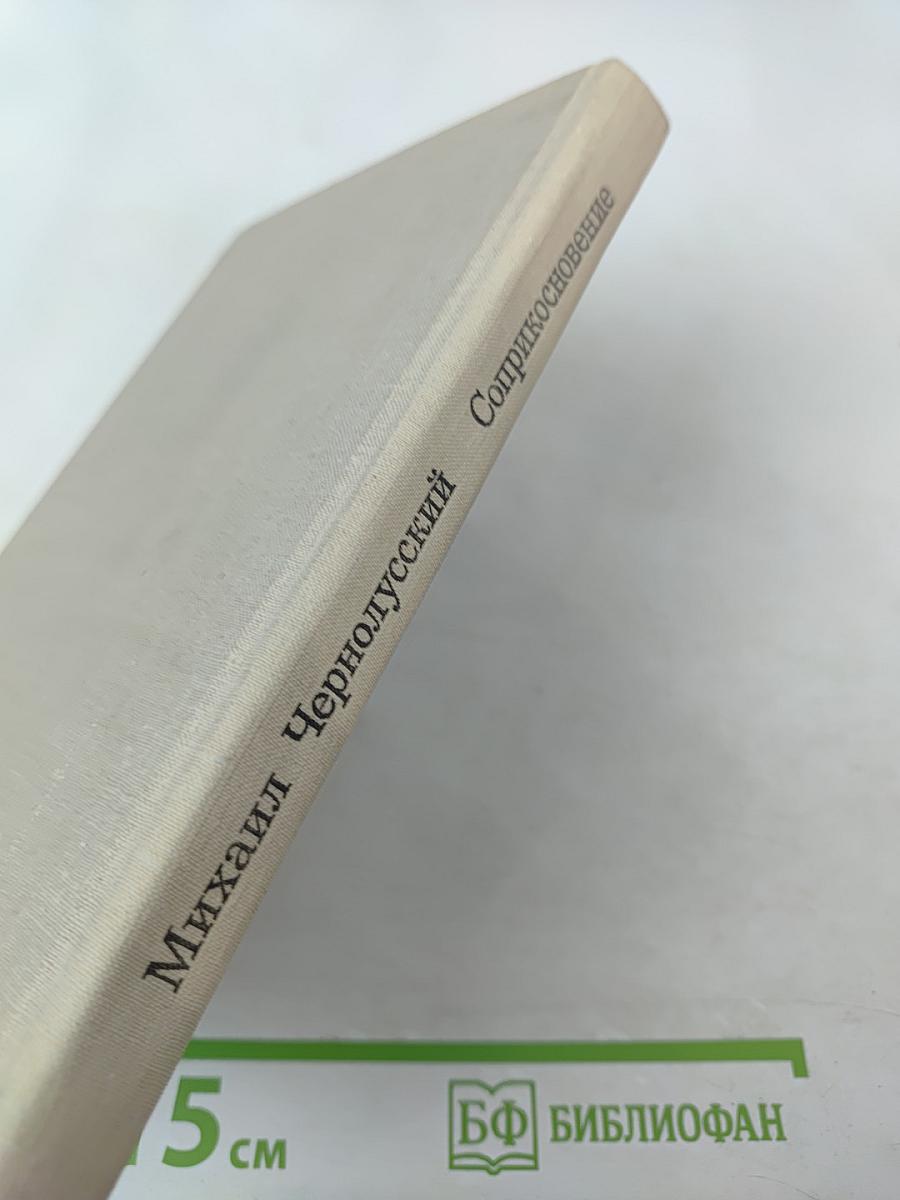 Михаил Чернолусский Соприкосновение
5 см
БФ БИБЛИОФАН